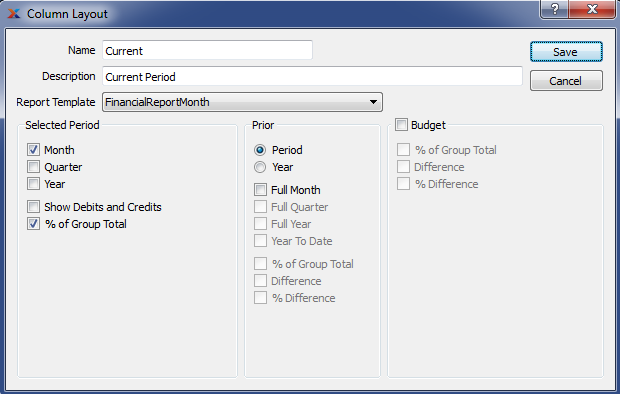 Column Layout
Name Current
Save
Description Current Period
Cancel
Report Template FinancialReportMonth
Selected Period
Month
Quarter
Year
Show Debits and Credits
% of Group Total
Prior
Period
Year
Full Month
Full Quarter
Full Year
Year To Date
% of Group Total
Difference
% Difference
Budget
% of Group Total
Difference
% Difference